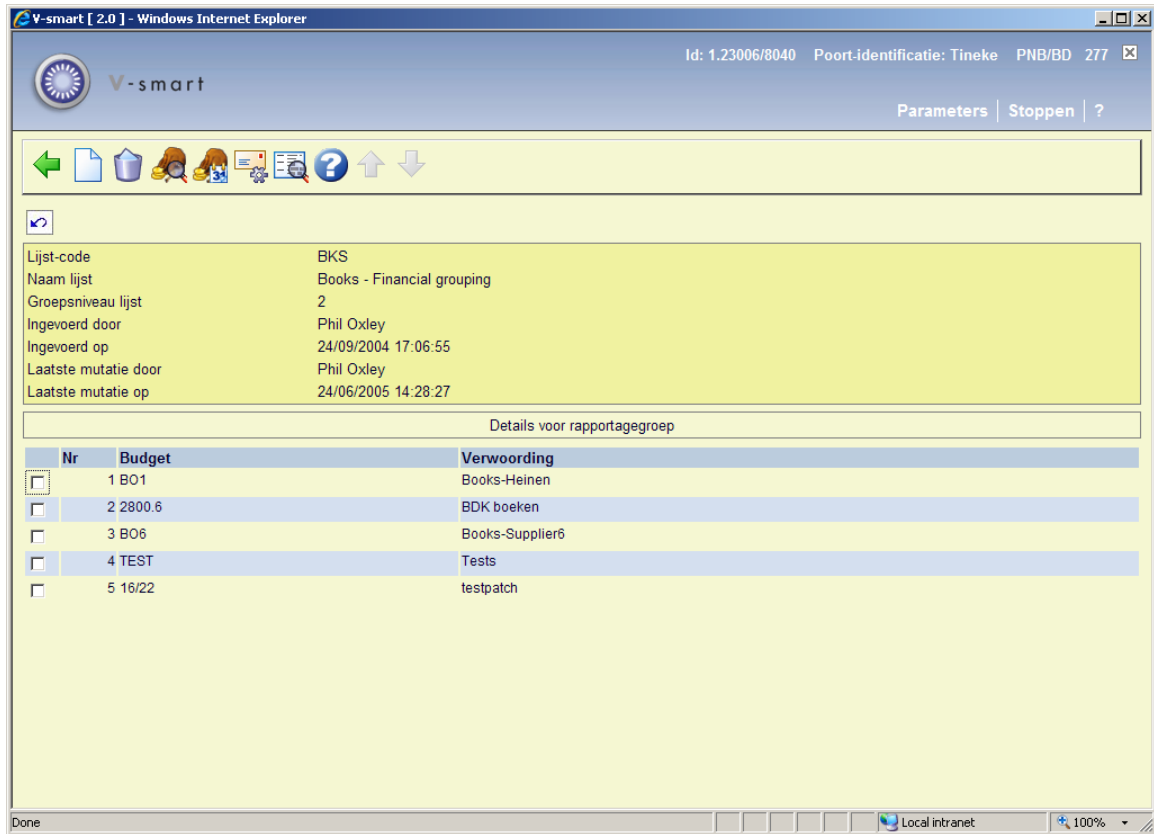 V-smart [ 2.0 ] - Windows Internet Explorer
Id: 1.23006/8040 Poort-identificatie: Tineke PNB/BD 277
V-smart
Parameters | Stoppen | ?
31
Lijst-code BKS
Naam lijst Books - Financial grouping
Groepsniveau lijst 2
Ingevoerd door Phil Oxley
Ingevoerd op 24/09/2004 17:06:55
Laatste mutatie door Phil Oxley
Laatste mutatie op 24/06/2005 14:28:27
Details voor rapportagegroep
Nr Budget Verwoording
1 BO1 Books-Heinen
2 2800.6 BDK boeken
3 BO6 Books-Supplier6
4 TEST Tests
5 16/22 testpatch
Done Local intranet 100%